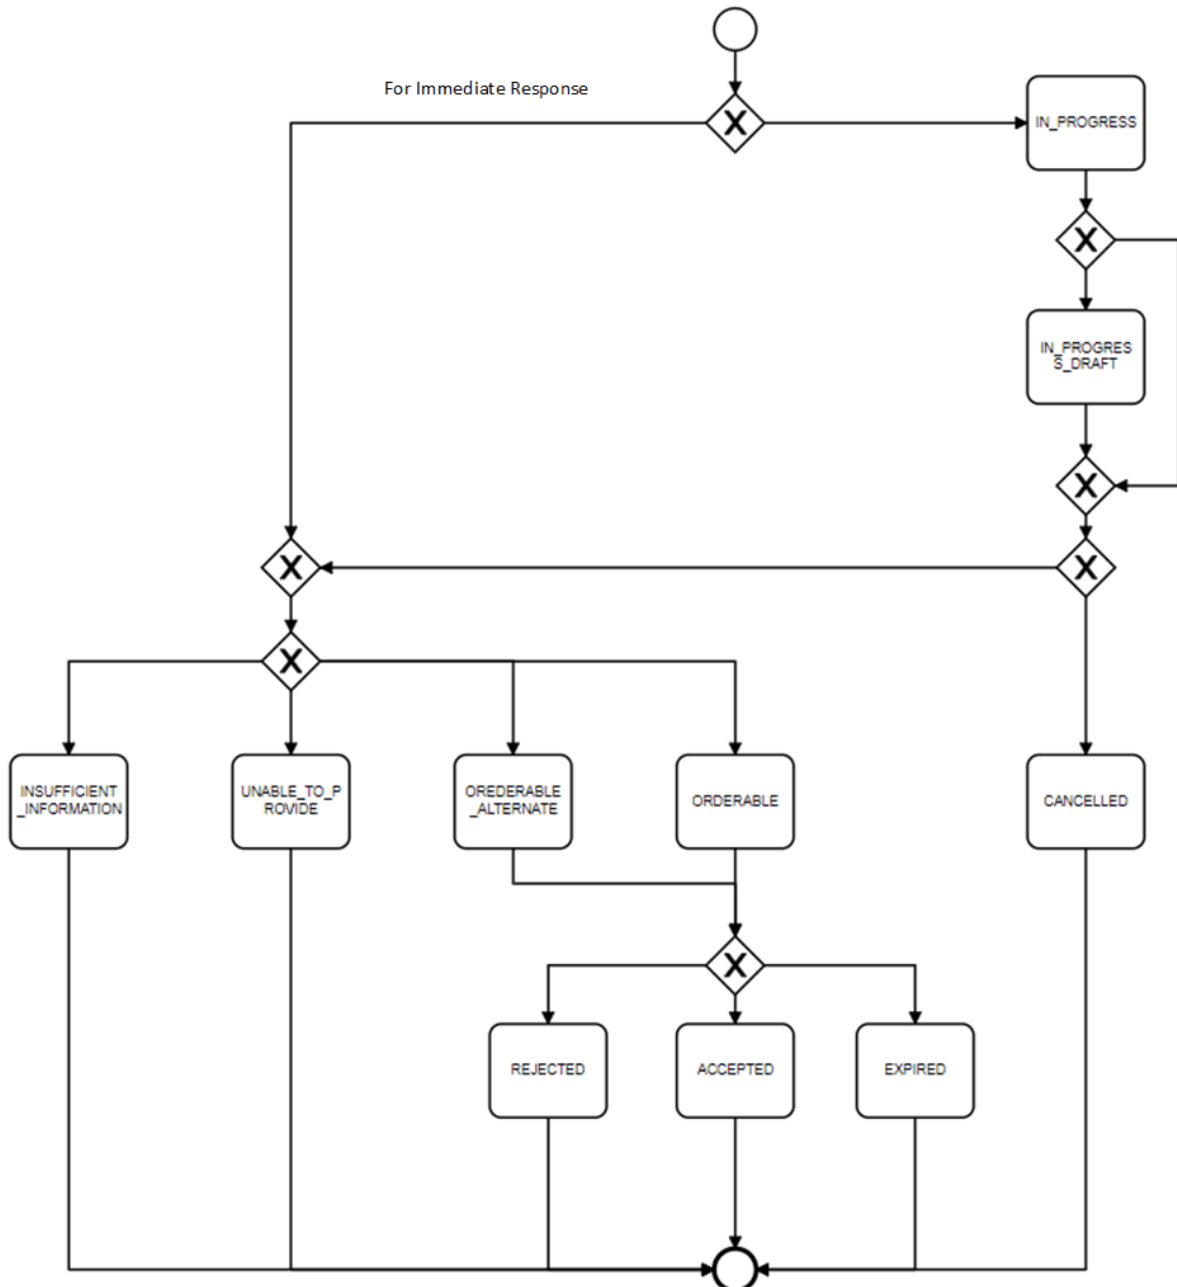 For Immediate Response
IN_PROGRESS
IN_PROGRES
S_DRAFT
INSUFFICIENT
_INFORMATION
UNABLE_TO_P
ROVIDE
OREDERABLE
_ALTERNATE
ORDERABLE
CANCELLED
REJECTED
ACCEPTED
EXPIRED